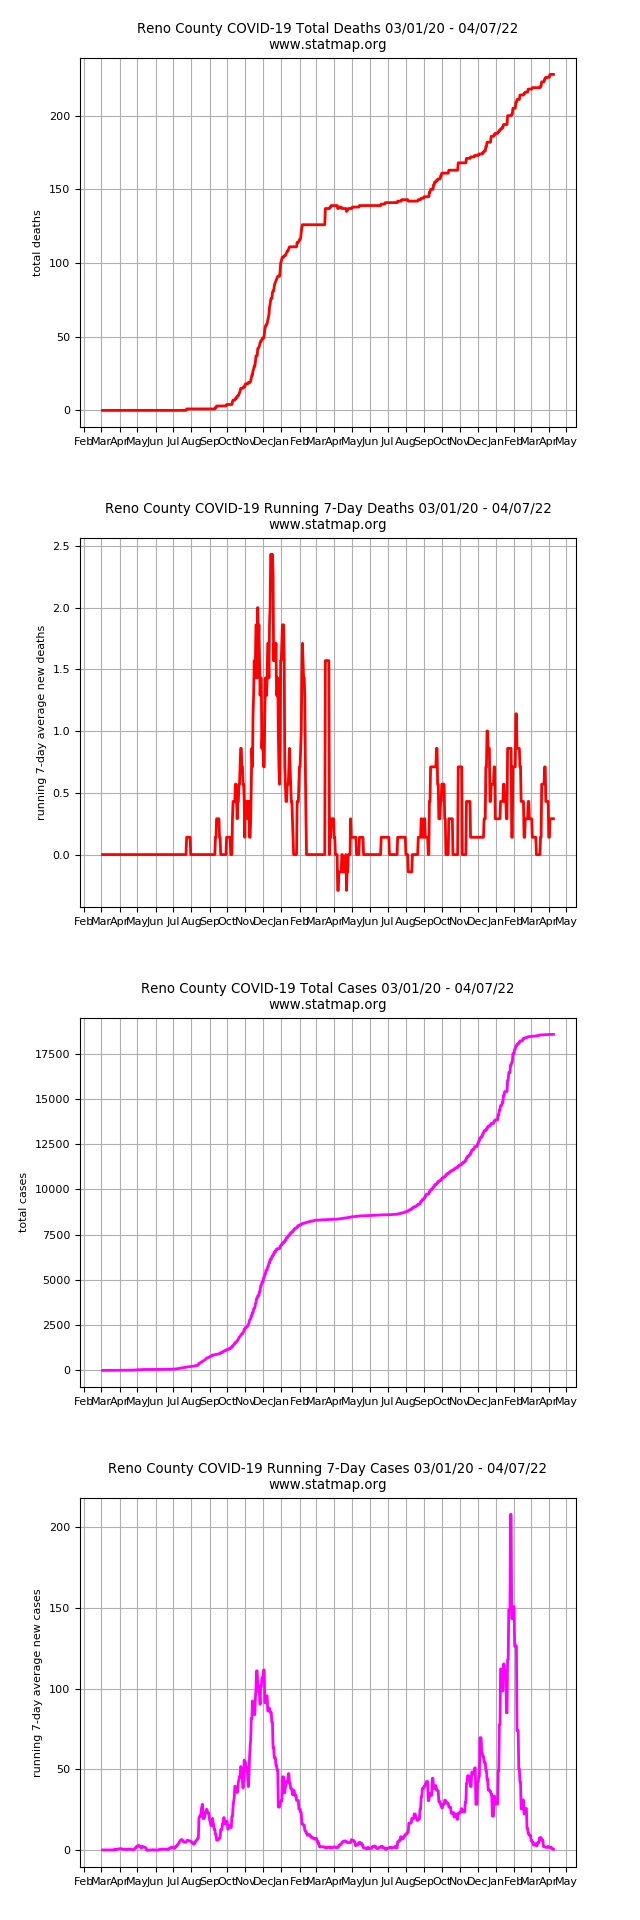 Reno County COVID-19 Total Deaths 03/01/20 - 04/07/22
www.statmap.org
200
150
100
50
0
total deaths
Feb Mar Apr May Jun Jul Aug Sep Oct Nov Dec Jan Feb Mar Apr May Jun Jul Aug Sep Oct Nov Dec Jan Feb Mar Apr May
Reno County COVID-19 Running 7-Day Deaths 03/01/20 - 04/07/22
www.statmap.org
2.5
2.0
1.5
1.0
0.5
0.0
running 7-day average new deaths
Feb Mar Apr May Jun Jul Aug Sep Oct Nov Dec Jan Feb Mar Apr May Jun Jul Aug Sep Oct Nov Dec Jan Feb Mar Apr May
Reno County COVID-19 Total Cases 03/01/20 - 04/07/22
www.statmap.org
17500
15000
12500
10000
7500
5000
2500
0
total cases
Feb Mar Apr May Jun Jul Aug Sep Oct Nov Dec Jan Feb Mar Apr May Jun Jul Aug Sep Oct Nov Dec Jan Feb Mar Apr May
Reno County COVID-19 Running 7-Day Cases 03/01/20 - 04/07/22
www.statmap.org
200
150
100
50
0
running 7-day average new cases
Feb Mar Apr May Jun Jul Aug Sep Oct Nov Dec Jan Feb Mar Apr May Jun Jul Aug Sep Oct Nov Dec Jan Feb Mar Apr May